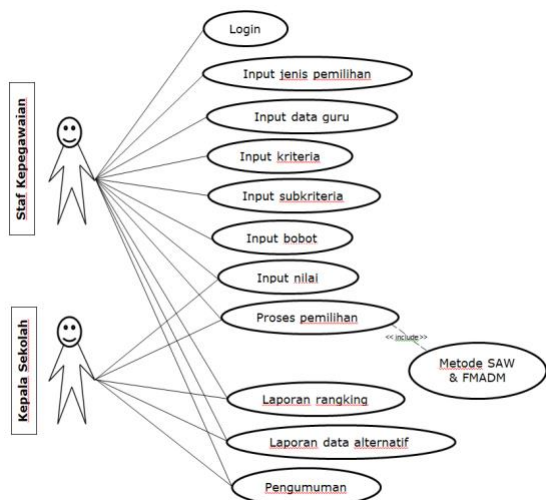 Staf Kepegawaian
Kepala Sekolah
Login
Input jenis pemilihan
Input data guru
Input kriteria
Input subkriteria
Input bobot
Input nilai
Proses pemilihan
<< include >>
Metode SAW
& FMADM
Laporan rangking
Laporan data alternatif
Pengumuman